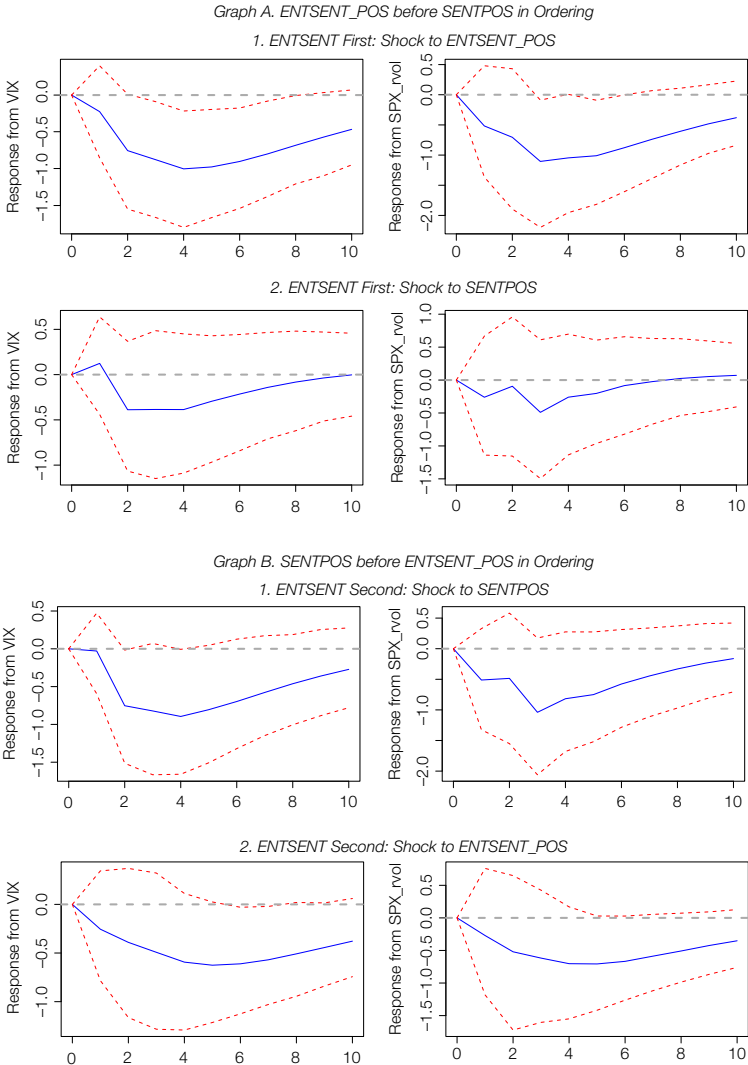 Graph A. ENTSENT_POS before SENTPOS in Ordering
1. ENTSENT First: Shock to ENTSENT_POS
Response from VIX
0.0
−0.5
−1.0
−1.5
0 2 4 6 8 10
Response from SPX_rvol
0.5
0.0
−1.0
−2.0
0 2 4 6 8 10
2. ENTSENT First: Shock to SENTPOS
Response from VIX
0.5
0.0
−0.5
−1.0
0 2 4 6 8 10
Response from SPX_rvol
1.0
0.5
0.0
−0.5
−1.0
−1.5
0 2 4 6 8 10
Graph B. SENTPOS before ENTSENT_POS in Ordering
1. ENTSENT Second: Shock to SENTPOS
Response from VIX
0.5
0.0
−0.5
−1.0
−1.5
0 2 4 6 8 10
Response from SPX_rvol
0.5
0.0
−1.0
−2.0
0 2 4 6 8 10
2. ENTSENT Second: Shock to ENTSENT_POS
Response from VIX
0.0
−0.5
−1.0
0 2 4 6 8 10
Response from SPX_rvol
0.5
0.0
−0.5
−1.0
−1.5
0 2 4 6 8 10